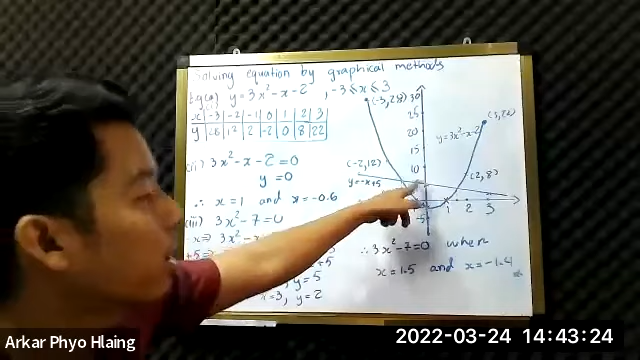 Solving equation by graphical methods
Eg(2) y = 3x² - x - 2, -3 ≤ x ≤ 3
x | -3 | -2 | -1 | 0 | 1 | 2 | 3
y | 28 | 12 | 2 | -2 | 0 | 8 | 22
(ii) 3x² - x - 2 = 0
y = 0
∴ x = 1 and x = -0.6
(iii) 3x² - 7 = 0
-x ⇒ 3x² -
+5 ⇒
y = 5
x = 3, y = 2
(-3, 28)
30
25
20
15
10
-5
(3, 22)
y = 3x² - x - 2
(-2, 12)
(2, 8)
y = -x + 5
1 2 3
∴ 3x² - 7 = 0 when
x = 1.5 and x = -1.4
Arkar Phyo Hlaing
2022-03-24 14:43:24